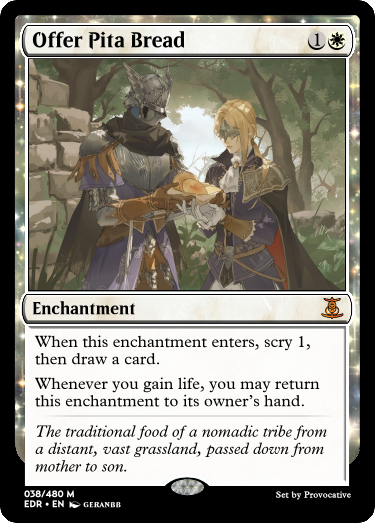 Offer Pita Bread
1
Enchantment
When this enchantment enters, scry 1,
then draw a card.
Whenever you gain life, you may return
this enchantment to its owner's hand.
The traditional food of a nomadic tribe from
a distant, vast grassland, passed down from
mother to son.
038/480 M
EDR • EN GERANBB
Set by Provocative